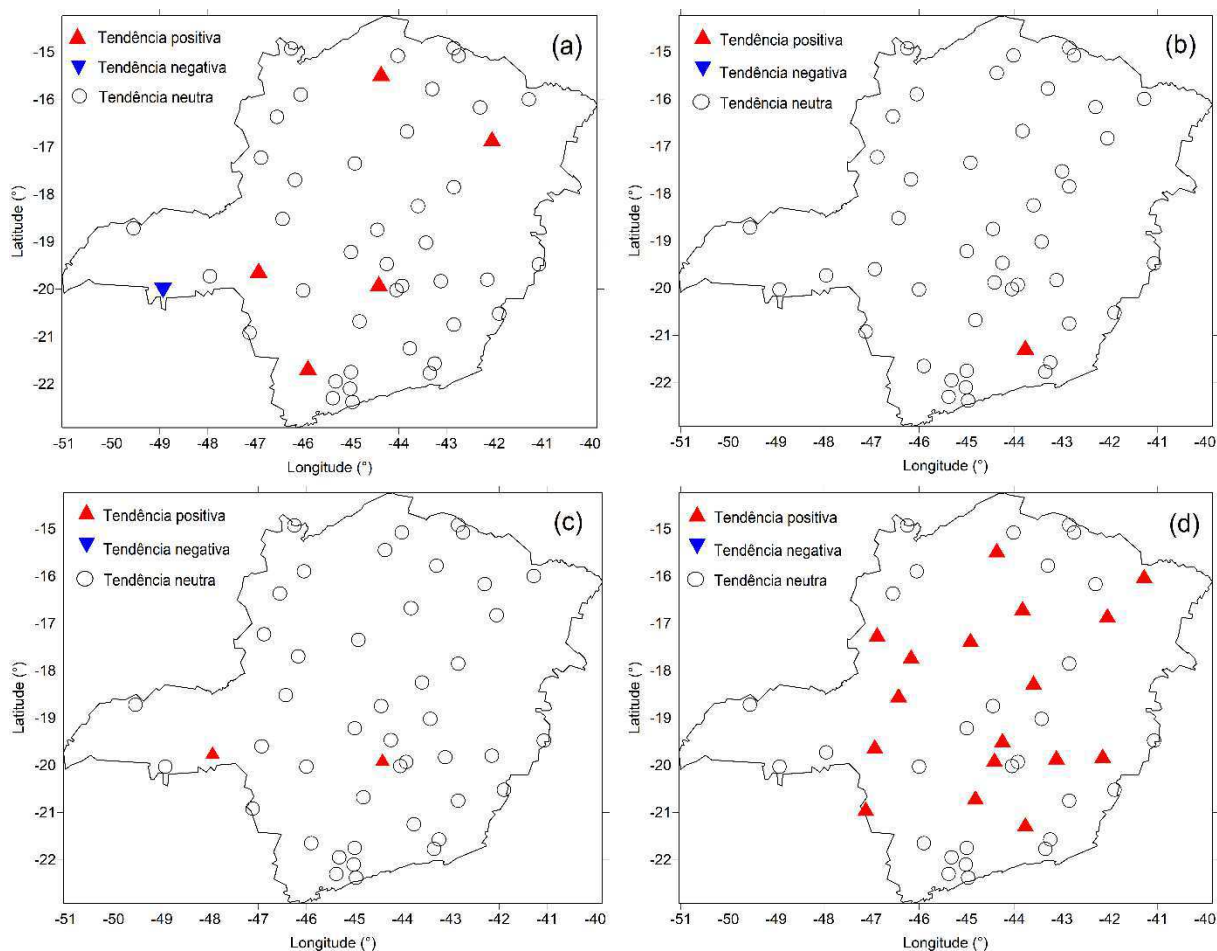 Tendência positiva
Tendência negativa
Tendência neutra
(a)
Latitude (°)
-15
-16
-17
-18
-19
-20
-21
-22
-51 -50 -49 -48 -47 -46 -45 -44 -43 -42 -41 -40
Longitude (°)
Tendência positiva
Tendência negativa
Tendência neutra
(b)
Latitude (°)
-15
-16
-17
-18
-19
-20
-21
-22
-51 -50 -49 -48 -47 -46 -45 -44 -43 -42 -41 -40
Longitude (°)
Tendência positiva
Tendência negativa
Tendência neutra
(c)
Latitude (°)
-15
-16
-17
-18
-19
-20
-21
-22
-51 -50 -49 -48 -47 -46 -45 -44 -43 -42 -41 -40
Longitude (°)
Tendência positiva
Tendência negativa
Tendência neutra
(d)
Latitude (°)
-15
-16
-17
-18
-19
-20
-21
-22
-51 -50 -49 -48 -47 -46 -45 -44 -43 -42 -41 -40
Longitude (°)